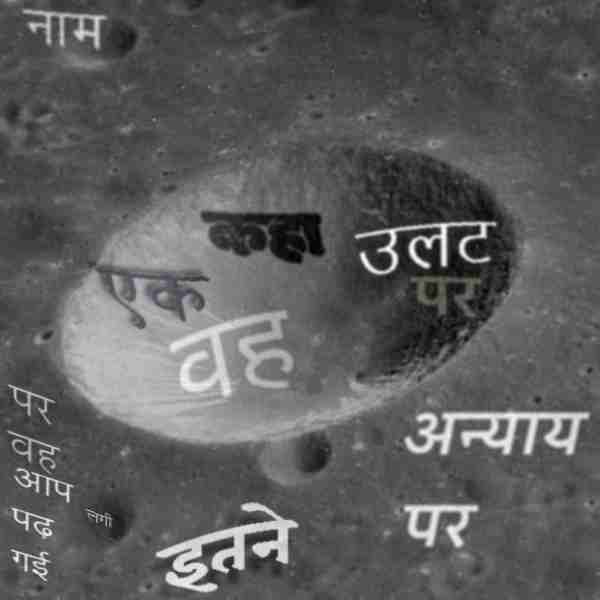 नाम
कहा
उलट
एक
पर
वह
पर
अन्याय
वह
आप
लगी
पढ
पर
इतने
गई